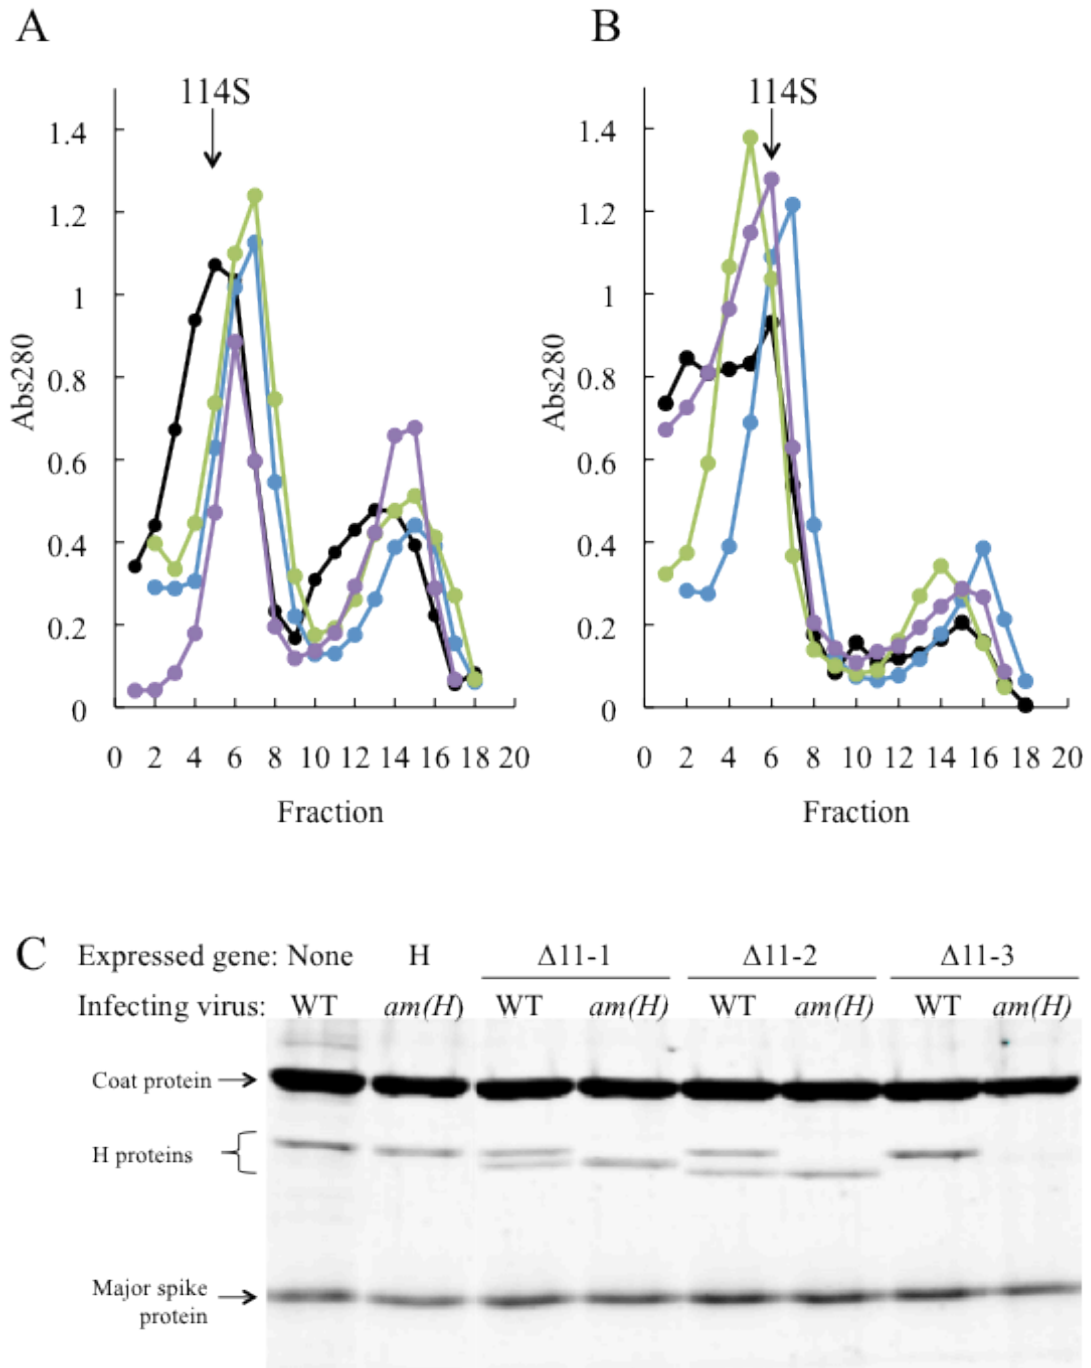 A B
114S 114S
1.4 1.4
1.2 1.2
1 1
0.8 0.8
0.6 0.6
0.4 0.4
0.2 0.2
0 0
Abs280 Abs280
0 2 4 6 8 10 12 14 16 18 20 0 2 4 6 8 10 12 14 16 18 20
Fraction Fraction
C Expressed gene: None H Δ11-1 Δ11-2 Δ11-3
Infecting virus: WT am(H) WT am(H) WT am(H) WT am(H)
Coat protein
H proteins
Major spike
protein